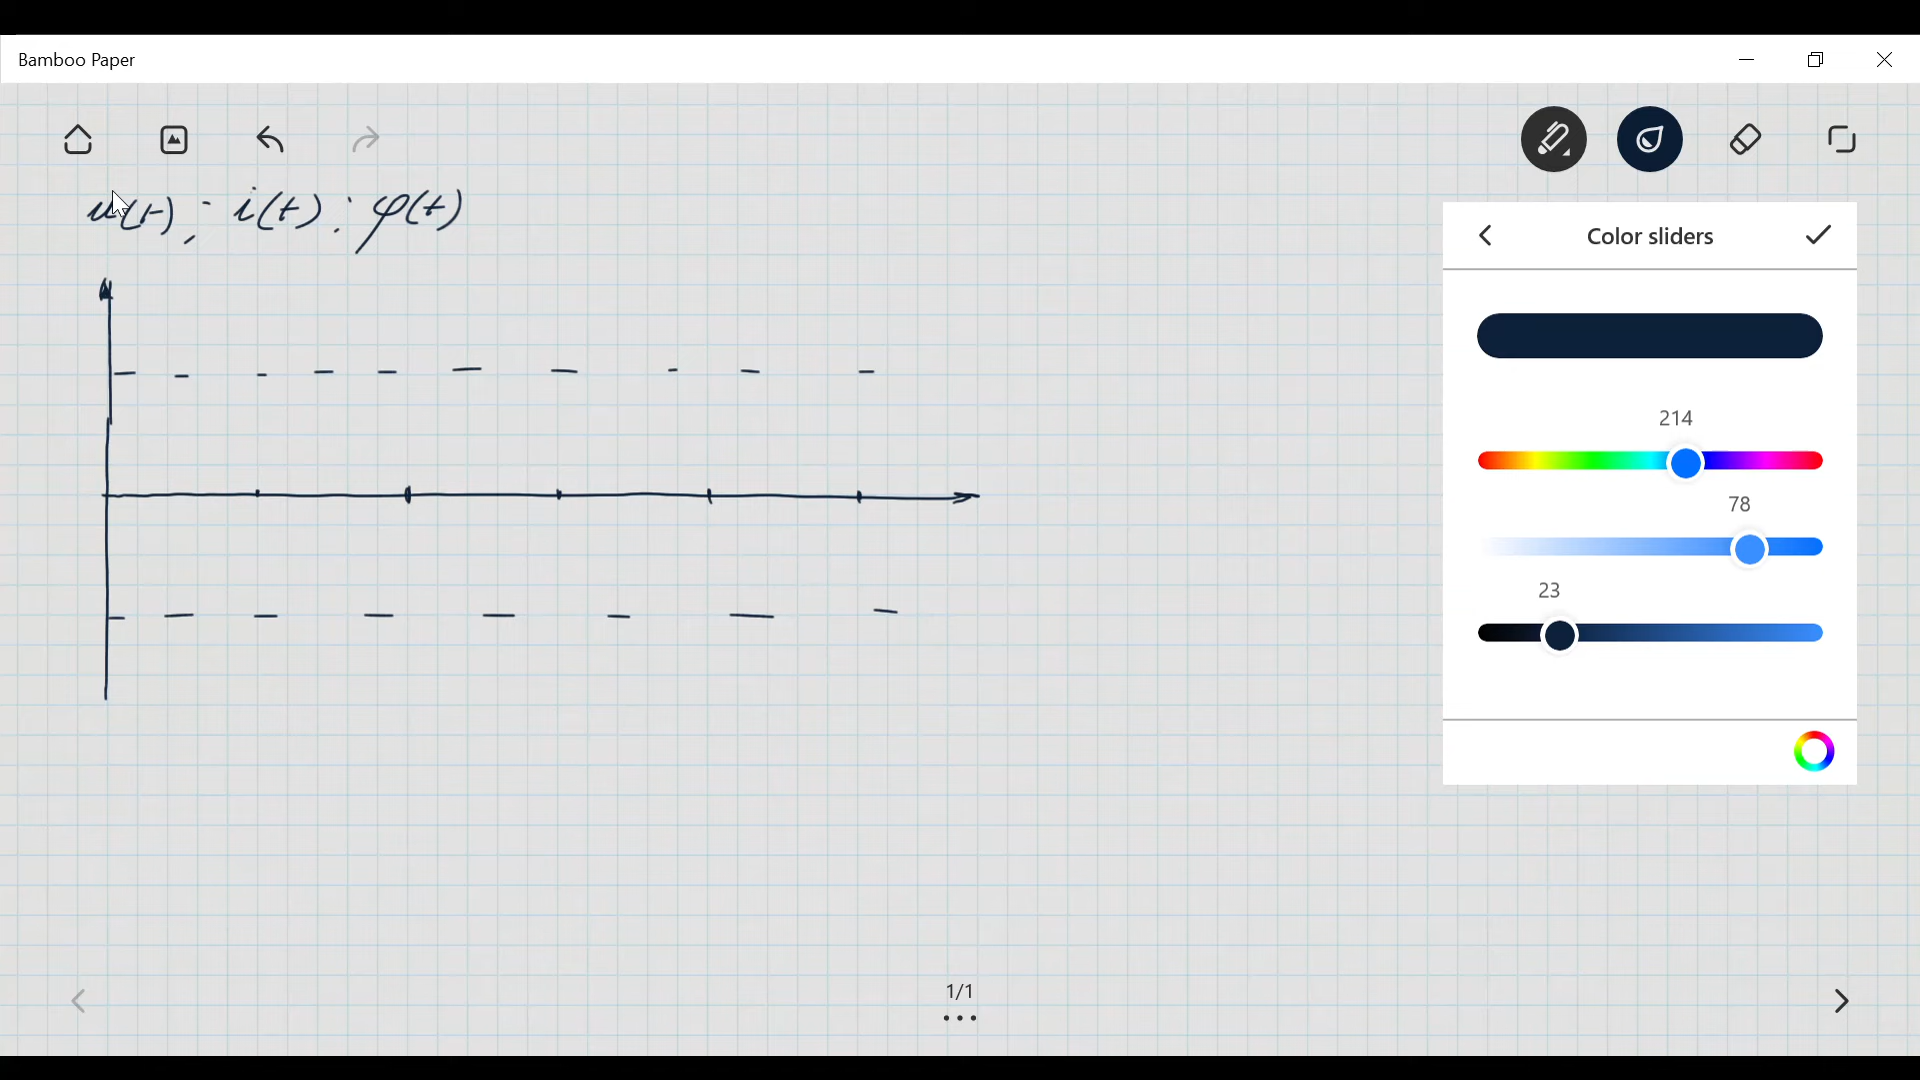 Bamboo Paper
u(t); i(t); φ(t)
Color sliders
214
78
23
1/1